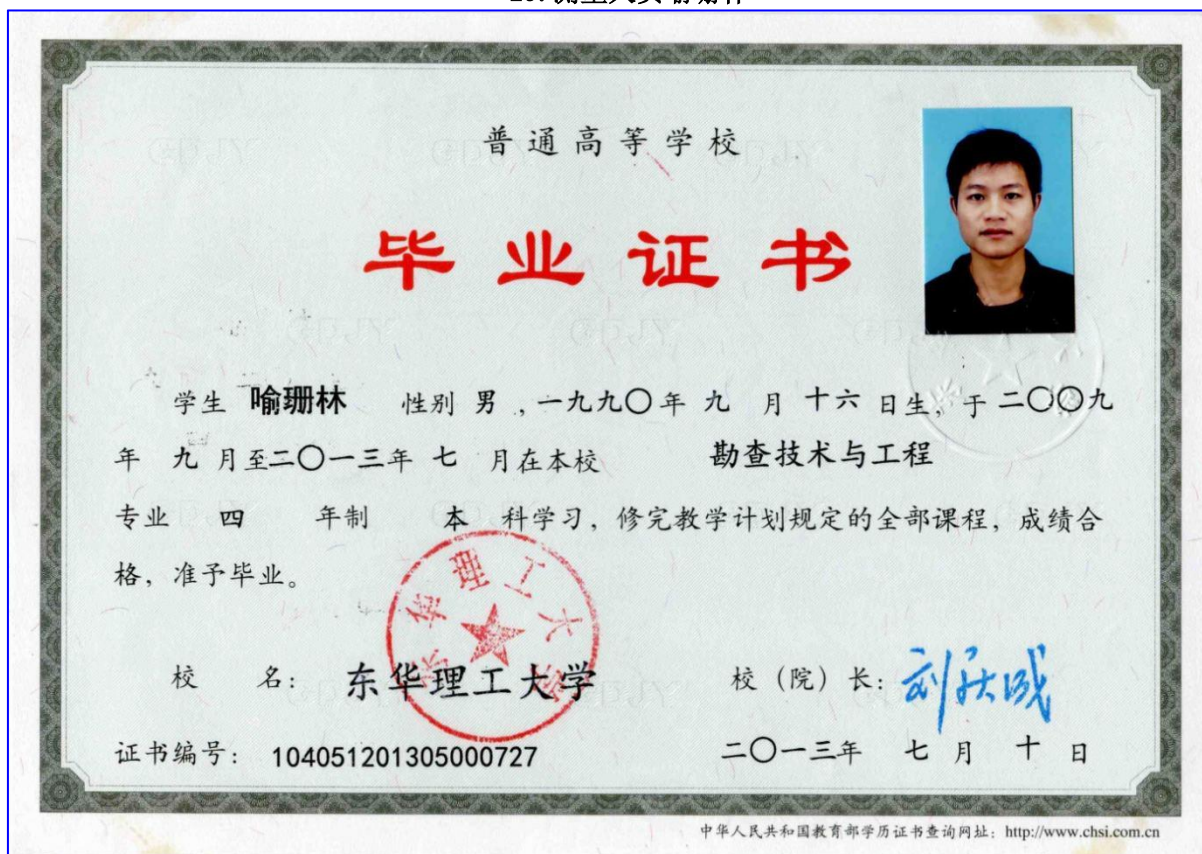 普通高等学校
毕业证书
学生 喻珊林 性别 男 ,一九九〇年 九 月 十六 日生, 于 二〇〇九
年 九 月至二〇一三年 七 月在本校 勘查技术与工程
专业 四 年制 本 科学习, 修完教学计划规定的全部课程, 成绩合
格, 准予毕业。
东华理工大学
校 名: 东华理工大学 校 (院) 长:
证书编号: 104051201305000727 二〇一三年 七 月 十 日
中华人民共和国教育部学历证书查询网址: http://www.chsi.com.cn